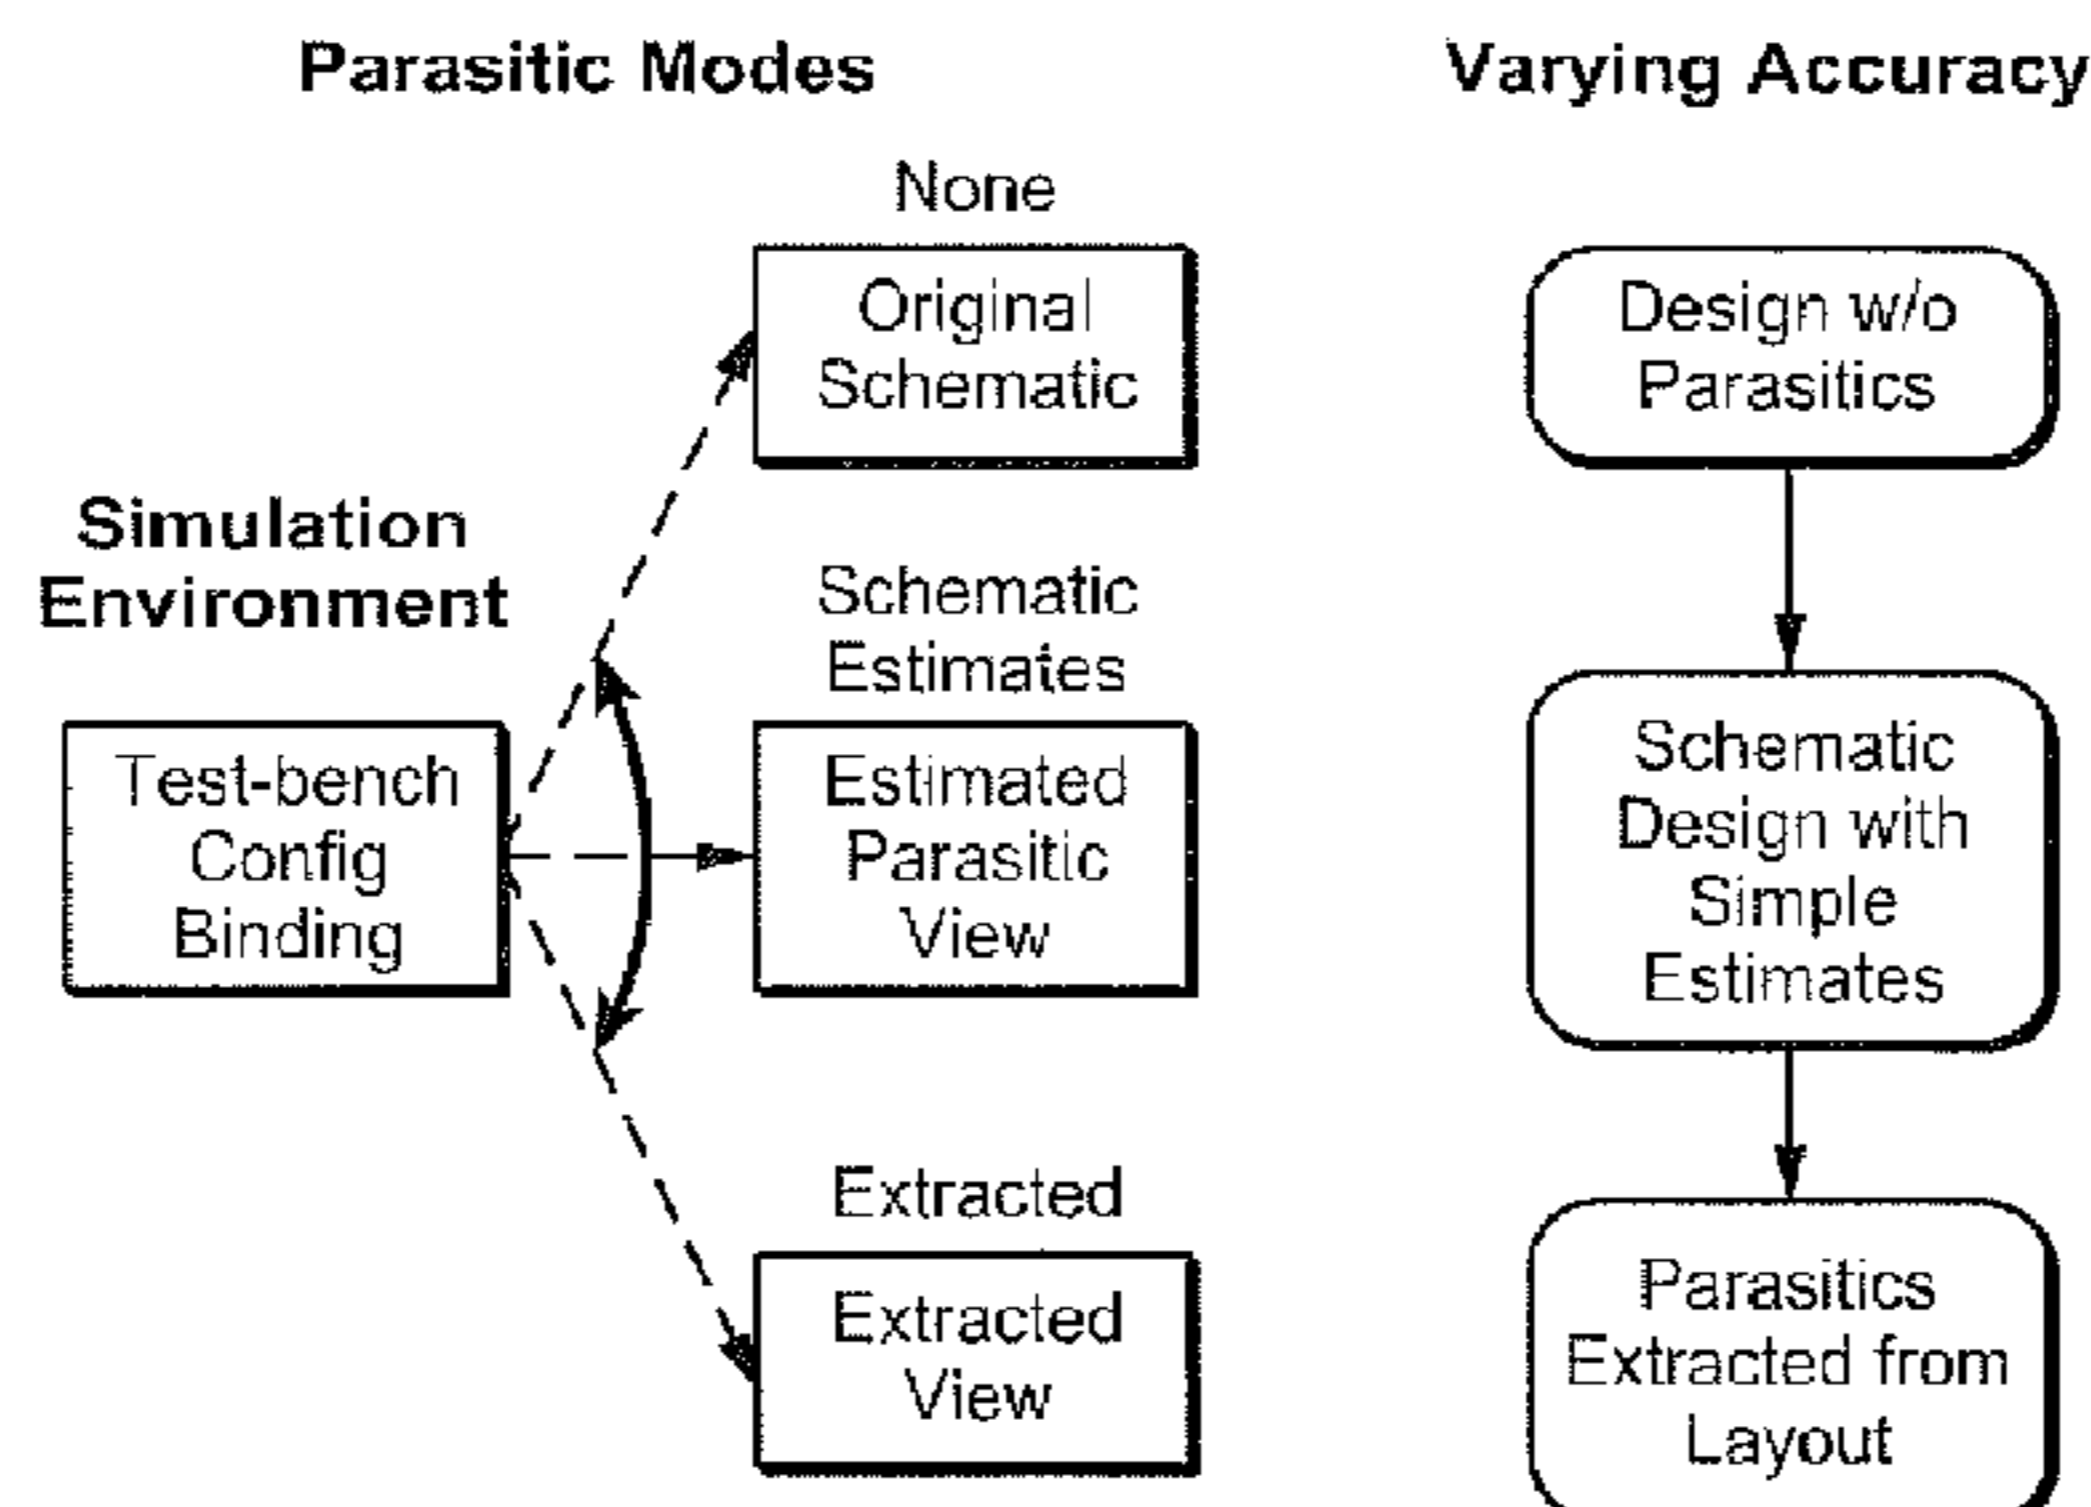 Parasitic Modes
Varying Accuracy
None
Original
Schematic
Design w/o
Parasitics
Simulation
Environment
Schematic
Estimates
Test-bench
Config
Binding
Estimated
Parasitic
View
Schematic
Design with
Simple
Estimates
Extracted
Extracted
View
Parasitics
Extracted from
Layout